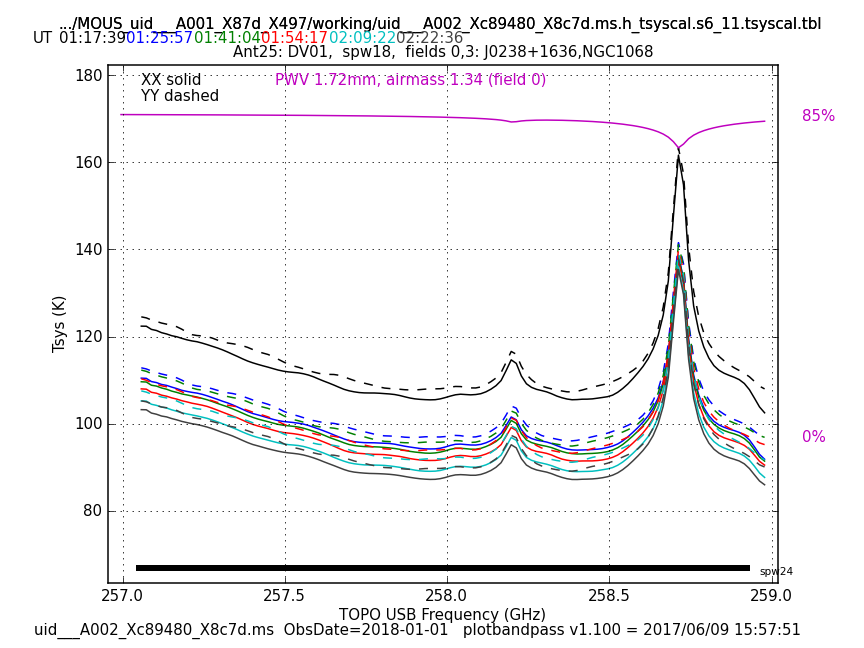 .../MOUS_uid___A001_X87d_X497/working/uid___A002_Xc89480_X8c7d.ms.h_tsyscal.s6_11.tsyscal.tbl
UT 01:17:39 01:25:57 01:41:04 01:54:17 02:09:22 02:22:36
Ant25: DV01,  spw18,  fields 0,3: J0238+1636,NGC1068
XX solid
YY dashed
PWV 1.72mm, airmass 1.34 (field 0)
85%
0%
Tsys (K)
180
160
140
120
100
80
spw24
257.0 257.5 258.0 258.5 259.0
TOPO USB Frequency (GHz)
uid___A002_Xc89480_X8c7d.ms  ObsDate=2018-01-01   plotbandpass v1.100 = 2017/06/09 15:57:51